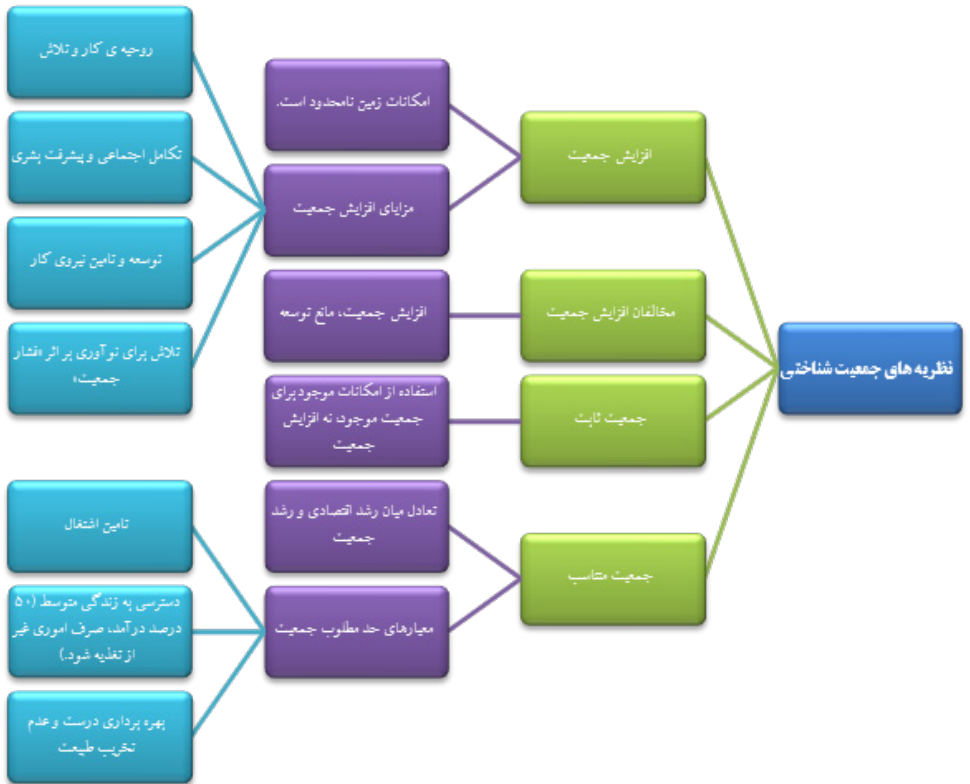 نظریه های جمعیت شناختی
افزایش جمعیت
امکانات زمین نامحدود است.
مزایای افزایش جمعیت
روحیه ی کار و تلاش
تکامل اجتماعی و پیشرفت بشری
توسعه و تامین نیروی کار
تلاش برای نوآوری بر اثر «فشار
جمعیت»
مخالفان افزایش جمعیت
افزایش جمعیت، مانع توسعه
جمعیت ثابت
استفاده از امکانات موجود برای
جمعیت موجود، نه افزایش
جمعیت
جمعیت متناسب
تعادل میان رشد اقتصادی و رشد
جمعیت
معیارهای حد مطلوب جمعیت
تامین اشتغال
دسترسی به زندگی متوسط (۵۰
درصد درآمد، صرف اموری غیر
از تغذیه شود.)
بهره برداری درست و عدم
تخریب طبیعت